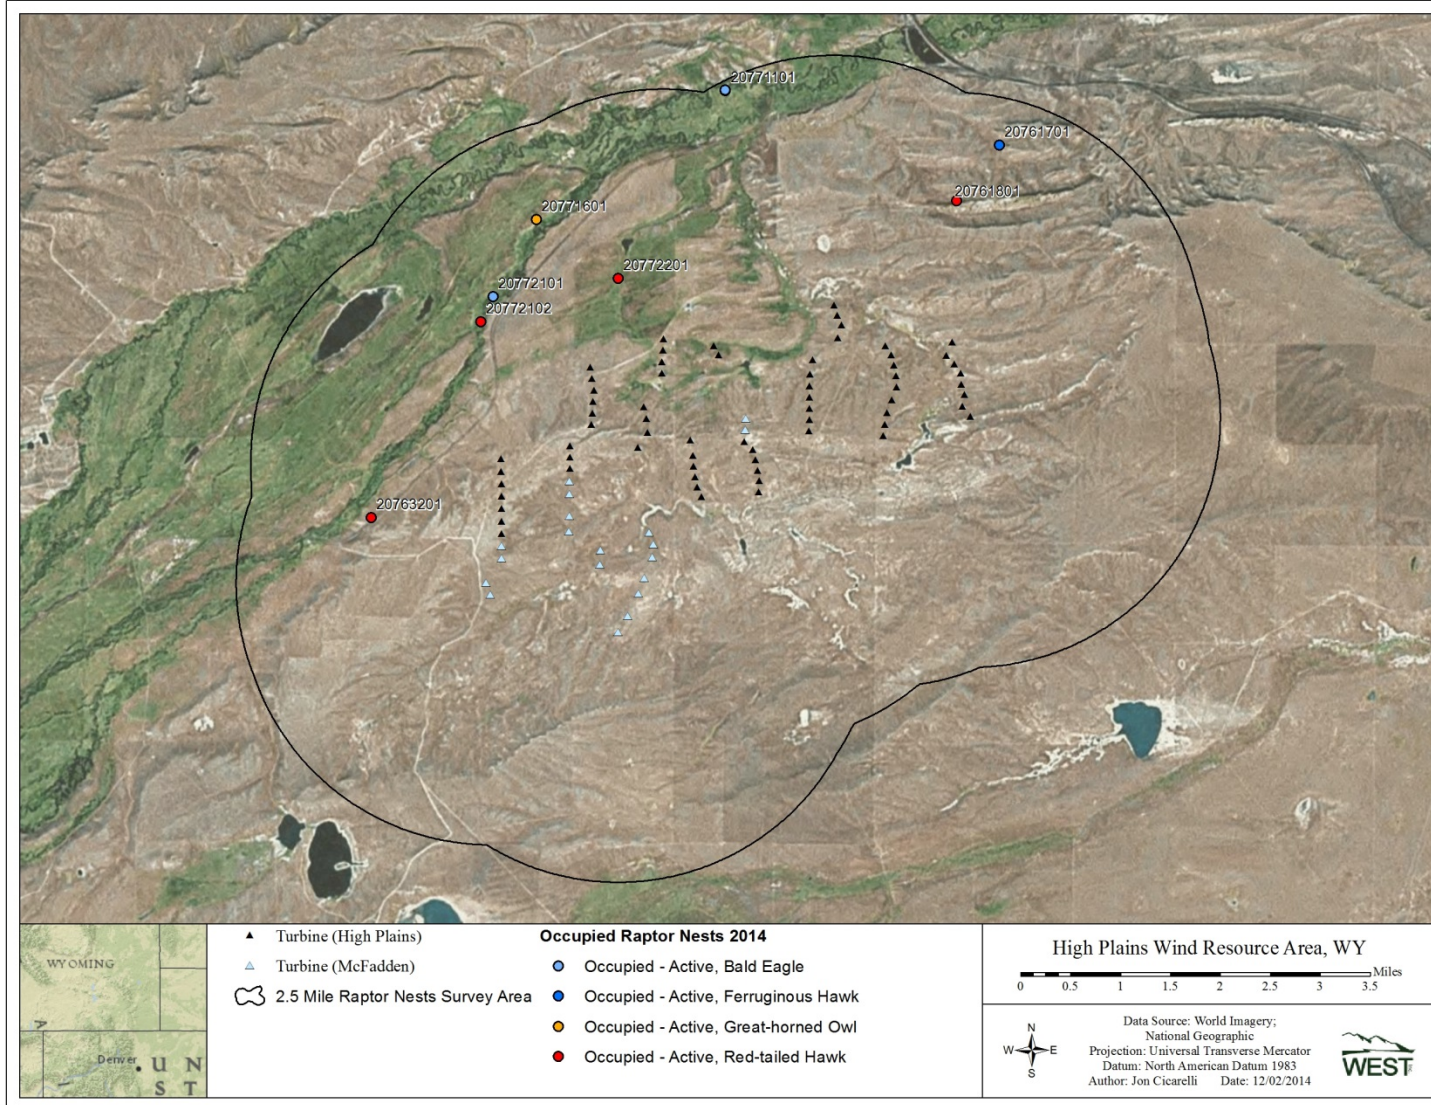 20771101
20761701
20761801
20771601
20772201
20772101
20772102
20763201
WYOMING
Denver
U N
S T
A
Turbine (High Plains)
Turbine (McFadden)
2.5 Mile Raptor Nests Survey Area
Occupied Raptor Nests 2014
Occupied - Active, Bald Eagle
Occupied - Active, Ferruginous Hawk
Occupied - Active, Great-horned Owl
Occupied - Active, Red-tailed Hawk
High Plains Wind Resource Area, WY
Miles
0 0.5 1 1.5 2 2.5 3 3.5
N
W E
S
Data Source: World Imagery;
National Geographic
Projection: Universal Transverse Mercator
Datum: North American Datum 1983
Author: Jon Cicarelli Date: 12/02/2014
WEST